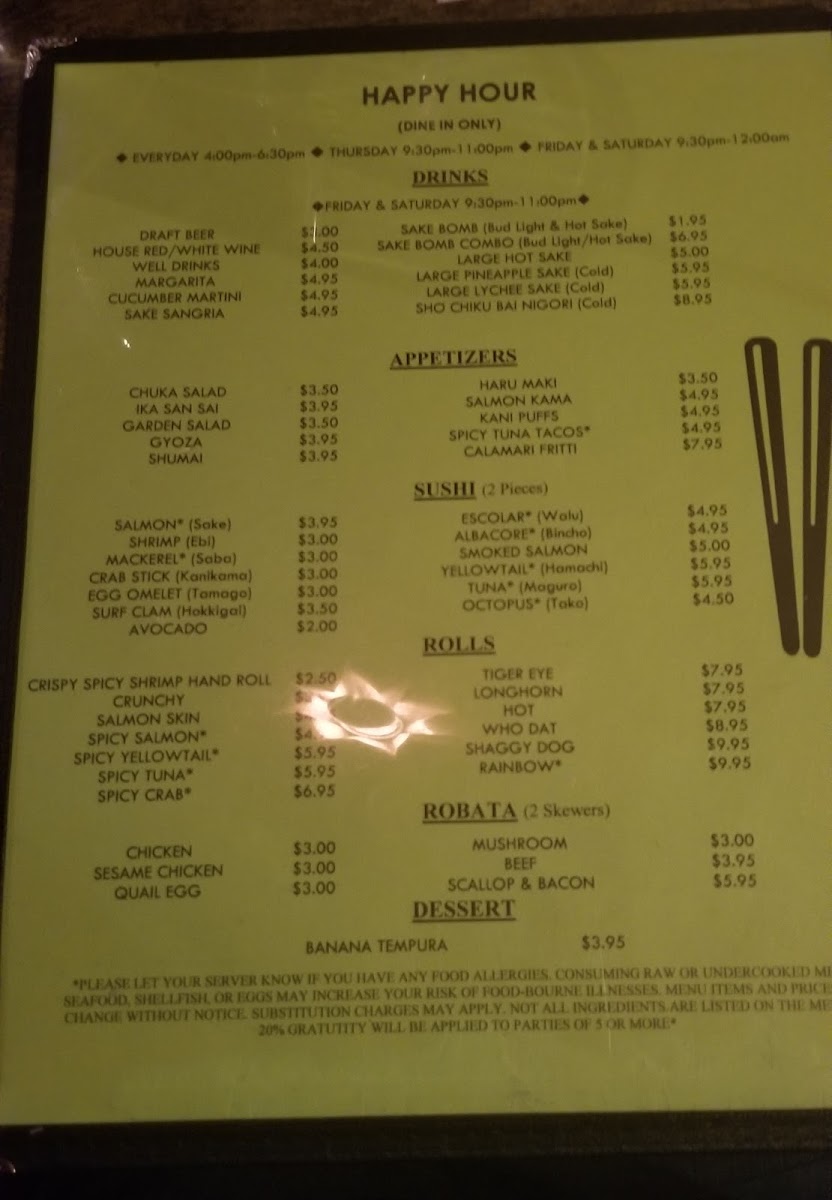 HAPPY HOUR
(DINE IN ONLY)
◆ EVERYDAY 4:00pm-6:30pm ◆ THURSDAY 9:30pm-11:00pm ◆ FRIDAY & SATURDAY 9:30pm-12:00am
DRINKS
◆FRIDAY & SATURDAY 9:30pm-11:00pm◆
DRAFT BEER $3.00
HOUSE RED/WHITE WINE $4.50
WELL DRINKS $4.00
MARGARITA $4.95
CUCUMBER MARTINI $4.95
SAKE SANGRIA $4.95
SAKE BOMB (Bud Light & Hot Sake) $1.95
SAKE BOMB COMBO (Bud Light/Hot Sake) $6.95
LARGE HOT SAKE $5.00
LARGE PINEAPPLE SAKE (Cold) $5.95
LARGE LYCHEE SAKE (Cold) $5.95
SHO CHIKU BAI NIGORI (Cold) $8.95
APPETIZERS
CHUKA SALAD $3.50
IKA SAN SAI $3.95
GARDEN SALAD $3.50
GYOZA $3.95
SHUMAI $3.95
HARU MAKI $3.50
SALMON KAMA $4.95
KANI PUFFS $4.95
SPICY TUNA TACOS* $4.95
CALAMARI FRITTI $7.95
SUSHI (2 Pieces)
SALMON* (Sake) $3.95
SHRIMP (Ebi) $3.00
MACKEREL* (Saba) $3.00
CRAB STICK (Kanikama) $3.00
EGG OMELET (Tamago) $3.00
SURF CLAM (Hokkigai) $3.50
AVOCADO $2.00
ESCOLAR* (Walu) $4.95
ALBACORE* (Bincho) $4.95
SMOKED SALMON $5.00
YELLOWTAIL* (Hamachi) $5.95
TUNA* (Maguro) $5.95
OCTOPUS* (Tako) $4.50
ROLLS
CRISPY SPICY SHRIMP HAND ROLL $2.50
CRUNCHY
SALMON SKIN
SPICY SALMON*
SPICY YELLOWTAIL* $5.95
SPICY TUNA* $5.95
SPICY CRAB* $6.95
TIGER EYE $7.95
LONGHORN $7.95
HOT $7.95
WHO DAT $8.95
SHAGGY DOG $9.95
RAINBOW* $9.95
ROBATA (2 Skewers)
CHICKEN $3.00
SESAME CHICKEN $3.00
QUAIL EGG $3.00
MUSHROOM $3.00
BEEF $3.95
SCALLOP & BACON $5.95
DESSERT
BANANA TEMPURA $3.95
*PLEASE LET YOUR SERVER KNOW IF YOU HAVE ANY FOOD ALLERGIES. CONSUMING RAW OR UNDERCOOKED
SEAFOOD, SHELLFISH, OR EGGS MAY INCREASE YOUR RISK OF FOOD-BOURNE ILLNESSES. MENU ITEMS AND
CHANGE WITHOUT NOTICE. SUBSTITUTION CHARGES MAY APPLY. NOT ALL INGREDIENTS ARE LISTED ON THE
20% GRATUTITY WILL BE APPLIED TO PARTIES OF 5 OR MORE*